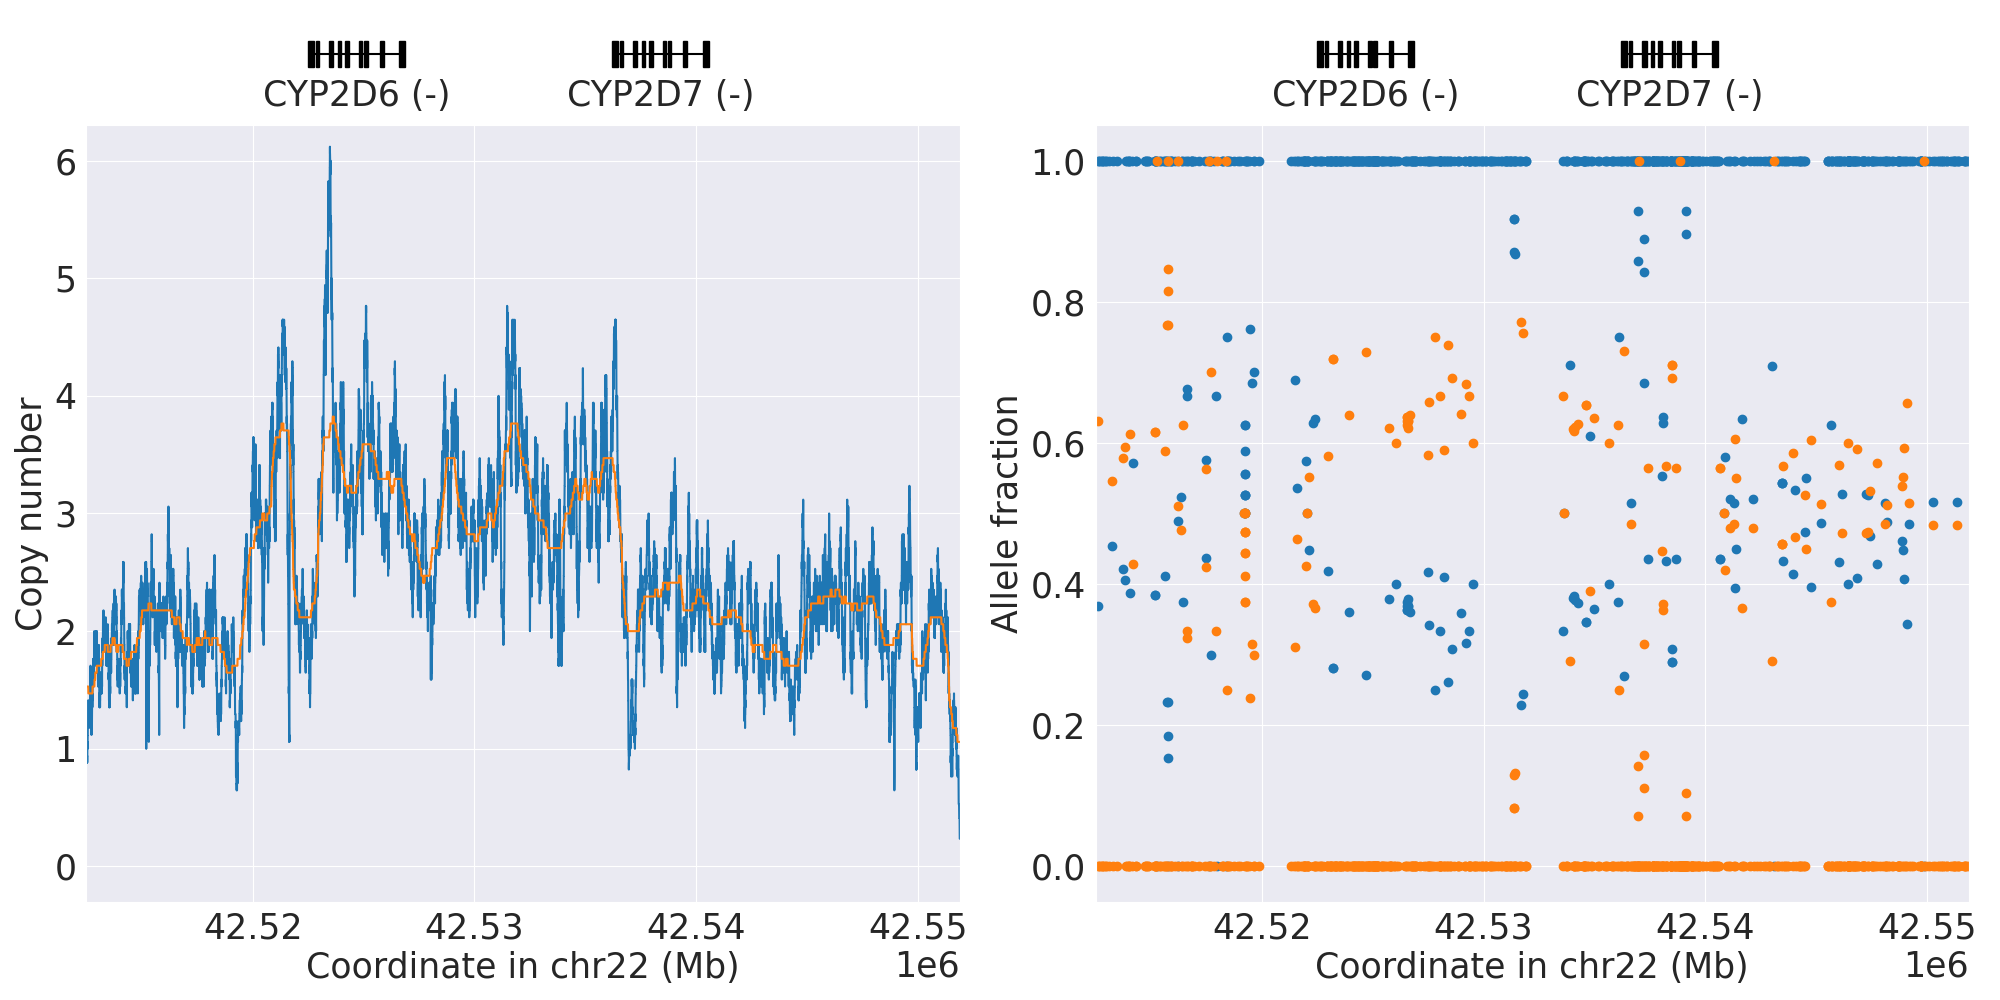 CYP2D6 (-)
CYP2D7 (-)
6
5
4
3
2
1
0
Copy number
42.52
42.53
42.54
42.55
1e6
Coordinate in chr22 (Mb)
CYP2D6 (-)
CYP2D7 (-)
1.0
0.8
0.6
0.4
0.2
0.0
Allele fraction
42.52
42.53
42.54
42.55
1e6
Coordinate in chr22 (Mb)